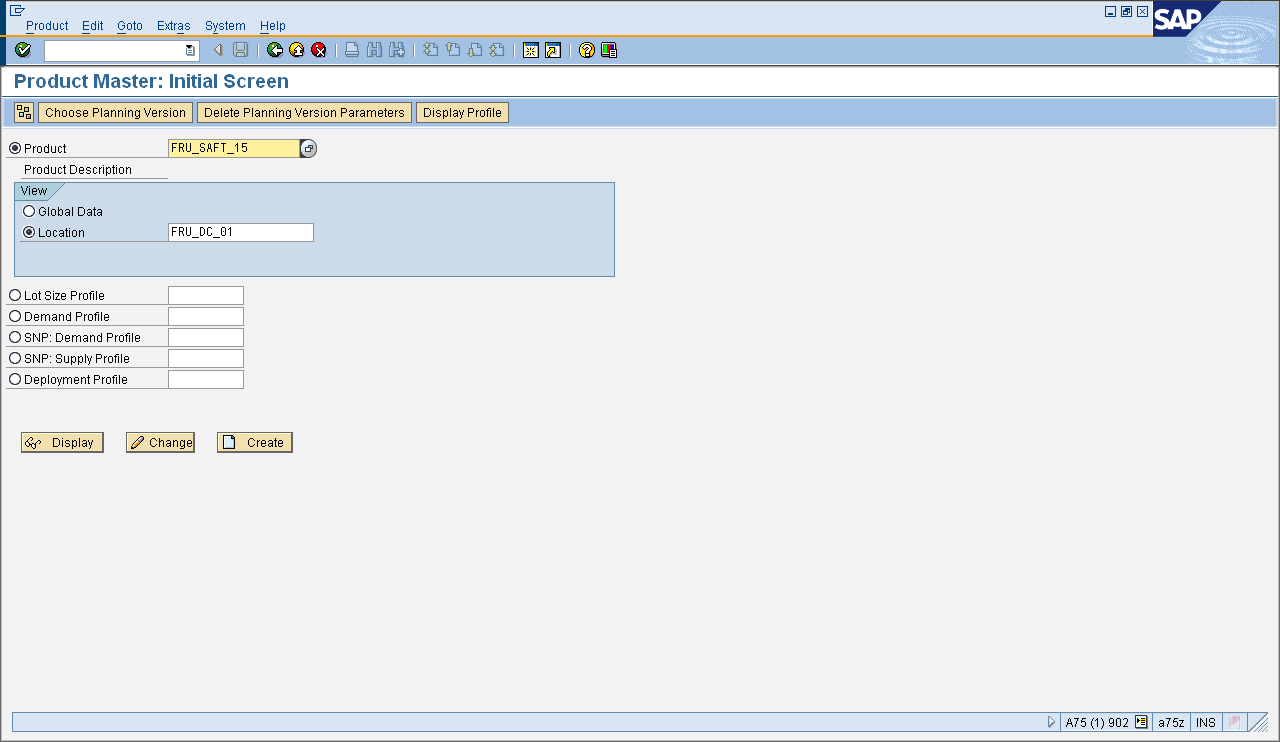 Product Edit Goto Extras System Help
SAP
Product Master: Initial Screen
Choose Planning Version Delete Planning Version Parameters Display Profile
Product FRU_SAFT_15
Product Description
View
Global Data
Location FRU_DC_01
Lot Size Profile
Demand Profile
SNP: Demand Profile
SNP: Supply Profile
Deployment Profile
Display Change Create
A75 (1) 902 a75z INS